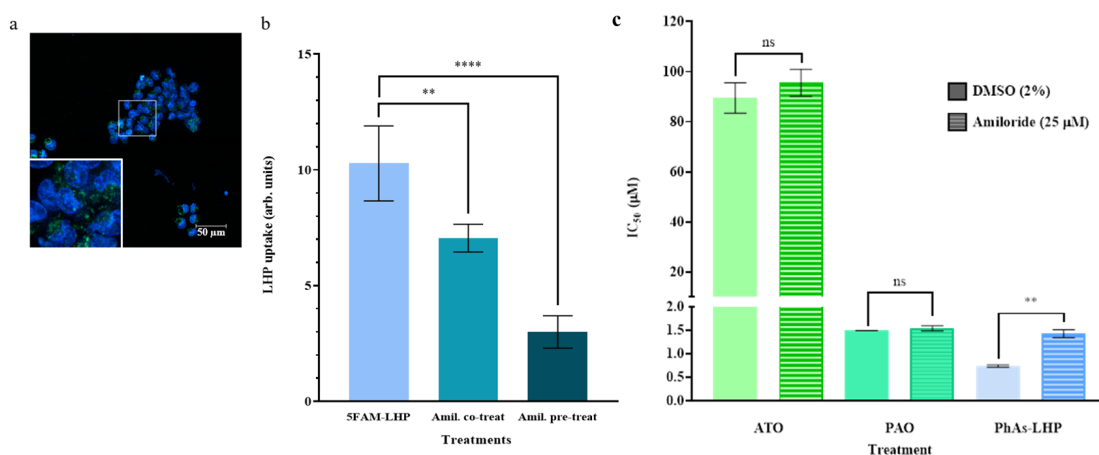 a
50 µm
b
LHP uptake (arb. units)
15
10
5
0
****
**
5FAM-LHP
Amil. co-treat
Amil. pre-treat
Treatments
c
IC50 (µM)
120
100
80
60
40
20
2.0
1.5
1.0
0.5
0.0
ns
ns
**
DMSO (2%)
Amiloride (25 µM)
ATO
PAO
PhAs-LHP
Treatment